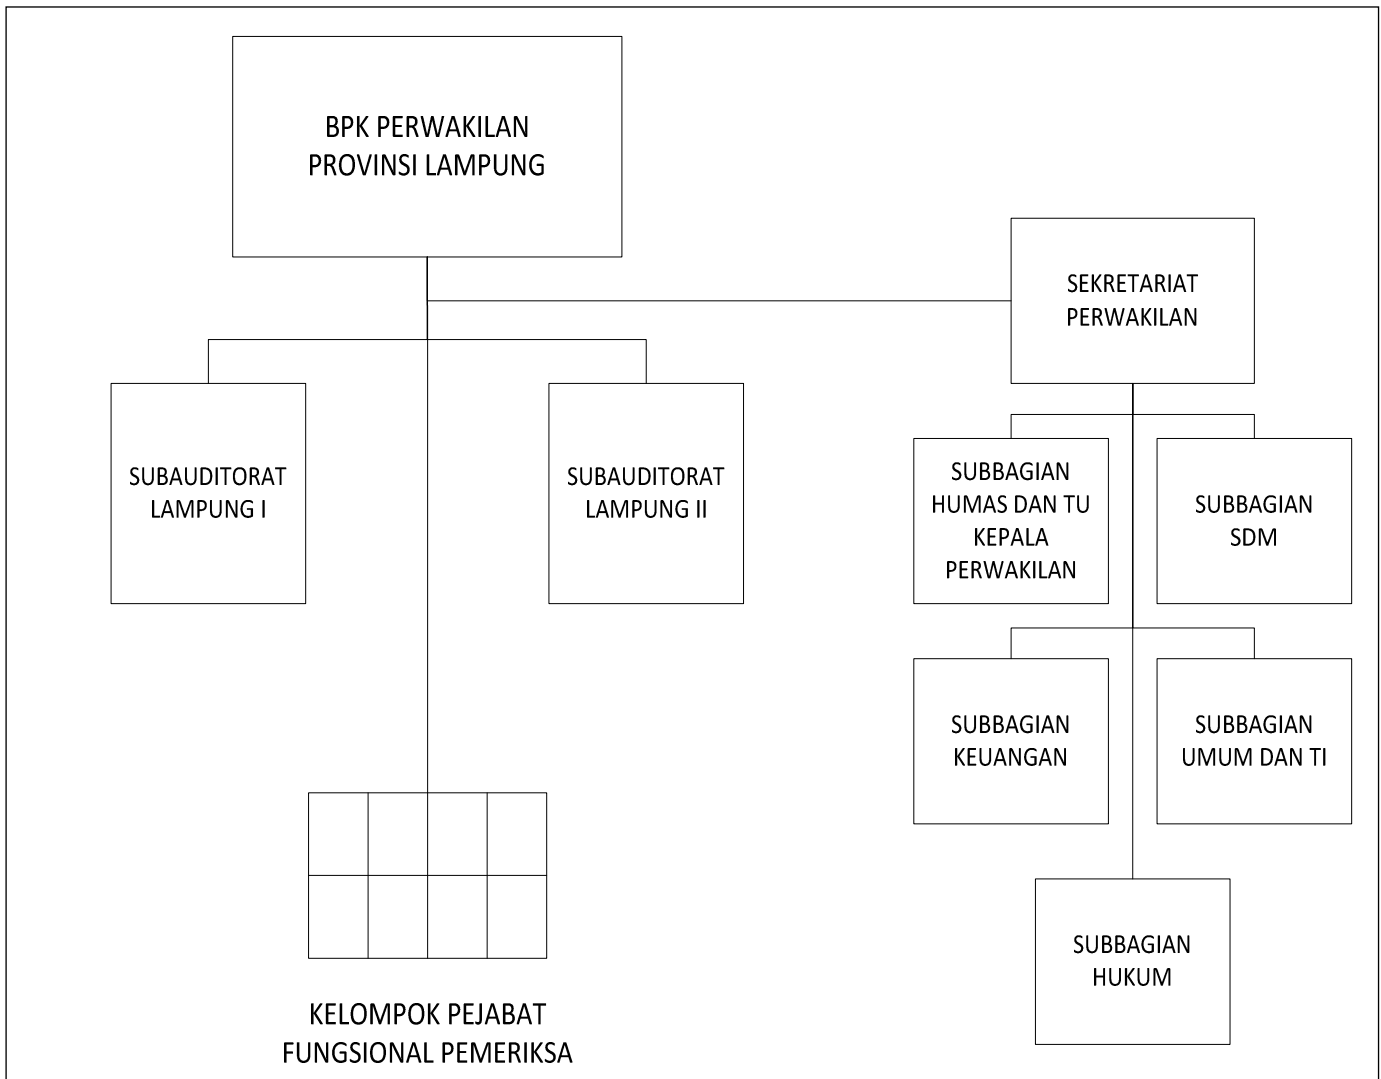 BPK PERWAKILAN
PROVINSI LAMPUNG
SEKRETARIAT
PERWAKILAN
SUBAUDITORAT
LAMPUNG I
SUBAUDITORAT
LAMPUNG II
SUBBAGIAN
HUMAS DAN TU
KEPALA
PERWAKILAN
SUBBAGIAN
SDM
SUBBAGIAN
KEUANGAN
SUBBAGIAN
UMUM DAN TI
SUBBAGIAN
HUKUM
KELOMPOK PEJABAT
FUNGSIONAL PEMERIKSA